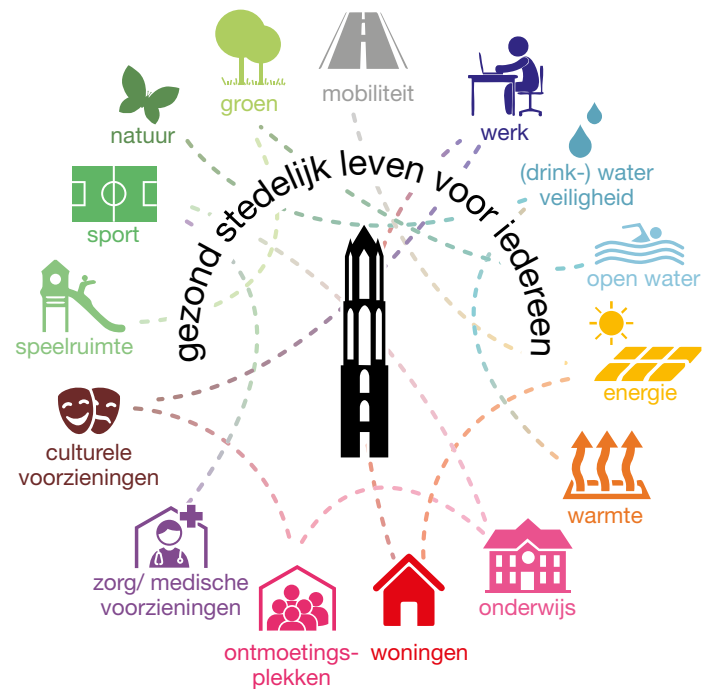 groen
mobiliteit
werk
natuur
(drink-) water
veiligheid
gezond stedelijk leven voor iedereen
sport
open water
speelruimte
energie
culturele
voorzieningen
warmte
zorg/ medische
voorzieningen
onderwijs
ontmoetings-
plekken
woningen